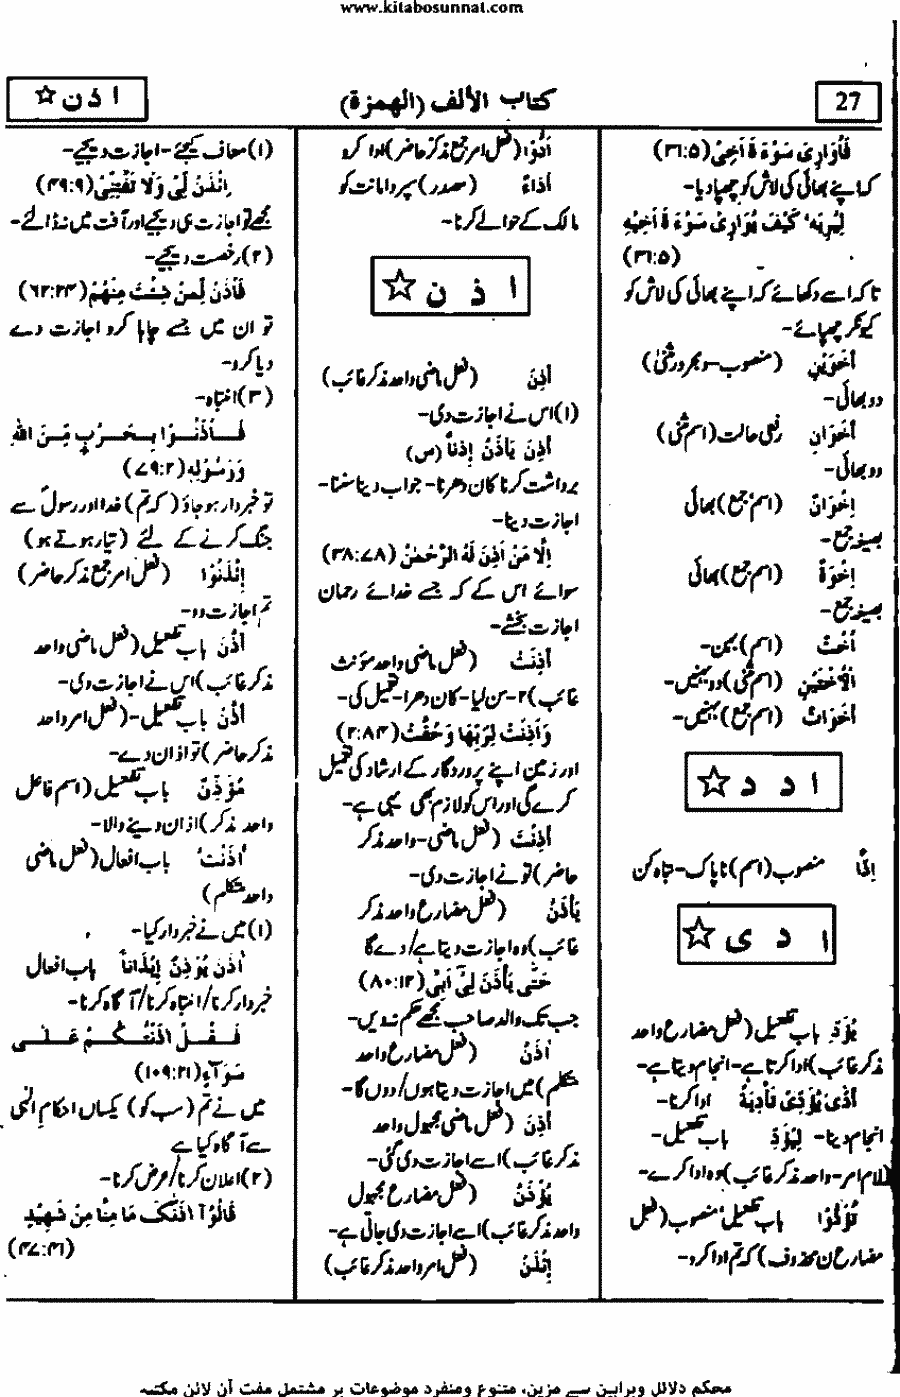 www.kitabosunnat.com
27
کتاب الألف (الهمزة)
ا ذ ن ☆
فَأُوَارِیَ سَوْءَةَ أَخِیْ (۳۱:۵)
کہ اپنے بھائی کی لاش کو چھپا دیا۔
لِیُرِیَهٗ کَیْفَ یُوَارِیْ سَوْءَةَ أَخِیْهِ
(۳۱:۵)
تاکہ اسے دکھائے کہ اپنے بھائی کی لاش کو
کیونکر چھپائے۔
أَخَوَیْنِ (منصوب۔ومجرور مثنیٰ)
دو بھائی۔
أَخَوَانِ رفعی حالت (اسم مثنی)
دو بھائی۔
إِخْوَانٌ (اسم جمع) بھائی
بصیغہ جمع۔
إِخْوَةٌ (اسم جمع) بھائی
بصیغہ جمع۔
أُخْتٌ (اسم) بہن۔
اَلْأُخْتَیْنِ (اسم مثنی) دو بہنیں۔
أَخَوَاتٌ (اسم جمع) بہنیں۔
ا د د ☆
إِدًّا منصوب (اسم) ناپاک۔تباہ کن
ا د ی ☆
یُؤَدِّ باب تفعیل (فعل مضارع واحد
مذکر غائب) ادا کرتا ہے۔انجام دیتا ہے۔
أَدّٰی یُؤَدِّیْ تَأْدِیَةً ادا کرنا۔
انجام دینا۔ لِیُؤَدِّ باب تفعیل۔
(لام امر۔واحد مذکر غائب) وہ ادا کرے۔
تُؤَدُّوْا باب تفعیل، منصوب (فعل
مضارع ن محذوف) کہ تم ادا کرو۔
أَدُّوْا (فعل امر جمع مذکر حاضر) ادا کرو
أَدَاءٌ (مصدر) سپرد امانت کو
مالک کے حوالے کرنا۔
ا ذ ن ☆
أَذِنَ (فعل ماضی واحد مذکر غائب)
(۱) اس نے اجازت دی۔
أَذِنَ یَأْذَنُ إِذْناً (س)
برداشت کرنا کان دھرنا۔ جواب دینا سننا۔
اجازت دینا۔
اِلَّا مَنْ اَذِنَ لَهُ الرَّحْمٰنُ (۳۸:۷۸)
سوائے اس کے کہ جسے خدائے رحمان
اجازت بخشے۔
أَذِنَتْ (فعل ماضی واحد مؤنث
غائب) ۲۔سن لیا۔کان دھرا۔تعمیل کی۔
وَأَذِنَتْ لِرَبِّهَا وَحُقَّتْ (۲:۸۴)
اور زمین اپنے پروردگار کے ارشاد کی تعمیل
کرے گی اور اس کو لازم بھی یہی ہے۔
أَذِنْتَ (فعل ماضی۔واحد مذکر
حاضر) تو نے اجازت دی۔
یَأْذَنُ (فعل مضارع واحد مذکر
غائب) وہ اجازت دیتا ہے/دے گا
حَتّٰی یَأْذَنَ لِیْ أَبِیْ (۸۰:۱۲)
جب تک والد صاحب مجھے حکم نہ دیں۔
اٰذَنُ (فعل مضارع واحد
متکلم) میں اجازت دیتا ہوں/دوں گا۔
أُذِنَ (فعل ماضی مجہول واحد
مذکر غائب) اسے اجازت دی گئی۔
یُؤْذَنُ (فعل مضارع مجہول
واحد مذکر غائب) اسے اجازت دی جاتی ہے۔
اِئْذَنْ (فعل امر واحد مذکر غائب)
(۱) معاف کیجئے۔ اجازت دیجیے۔
اِئْذَنْ لِّیْ وَلَا تَفْتِنِّیْ (۴۹:۹)
مجھے تو اجازت ہی دیجیے اور آفت میں نہ ڈالئے۔
(۲) رخصت دیجیے۔
فَأْذَنْ لِّمَنْ شِئْتَ مِنْهُمْ (۶۲:۲۴)
تو ان میں جسے چاہا کرو اجازت دے
دیا کرو۔
(۳) انتباہ۔
فَأْذَنُوْا بِحَرْبٍ مِّنَ اللّٰهِ
وَرَسُوْلِهٖ (۷۹:۲)
تو خبردار ہو جاؤ (کہ تم) خدا اور رسول سے
جنگ کرنے کے لئے (تیار ہوتے ہو)
اِئْذَنُوْا (فعل امر جمع مذکر حاضر)
تم اجازت دو۔
أَذَّنَ باب تفعیل (فعل ماضی واحد
مذکر غائب) اس نے اجازت دی۔
أَذِّنْ باب تفعیل۔ (فعل امر واحد
مذکر حاضر) تو اذان دے۔
مُؤَذِّنٌ باب تفعیل (اسم فاعل
واحد مذکر) اذان دینے والا۔
اٰذَنْتُ باب افعال (فعل ماضی
واحد متکلم)
(۱) میں نے خبردار کیا۔
اٰذَنَ یُؤْذِنُ إِیْذَاناً باب افعال
خبردار کرنا/انتباہ کرنا/آگاہ کرنا۔
فَقُلْ اٰذَنْتُکُمْ عَلٰی
سَوَآءٍ (۱۰۹:۲۱)
میں نے تم (سب کو) یکساں احکامِ الٰہی
سے آگاہ کیا ہے
(۲) اعلان کرنا/عرض کرنا۔
قَالُوْآ اٰذَنّٰکَ مَا مِنَّا مِنْ شَهِیْدٍ
(۴۷:۴۱)
محکم دلائل وبراہین سے مزین، متنوع ومنفرد موضوعات پر مشتمل مفت آن لائن مکتبہ